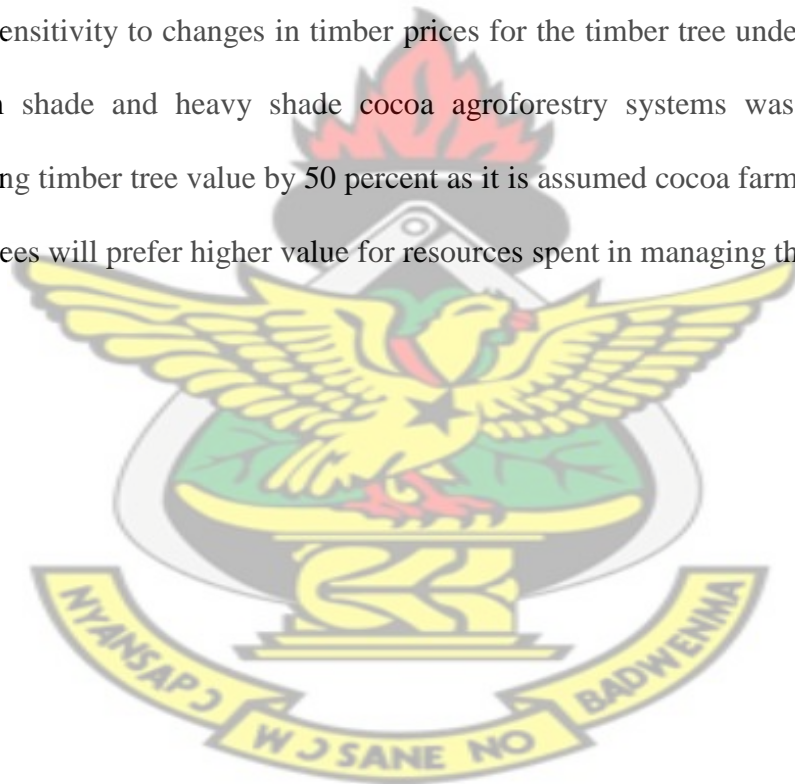 ensitivity to changes in timber prices for the timber tree unde
shade and heavy shade cocoa agroforestry systems was
ng timber tree value by 50 percent as it is assumed cocoa farm
ees will prefer higher value for resources spent in managing th
NYANSAPƆ WƆSANE NO BADWENMA